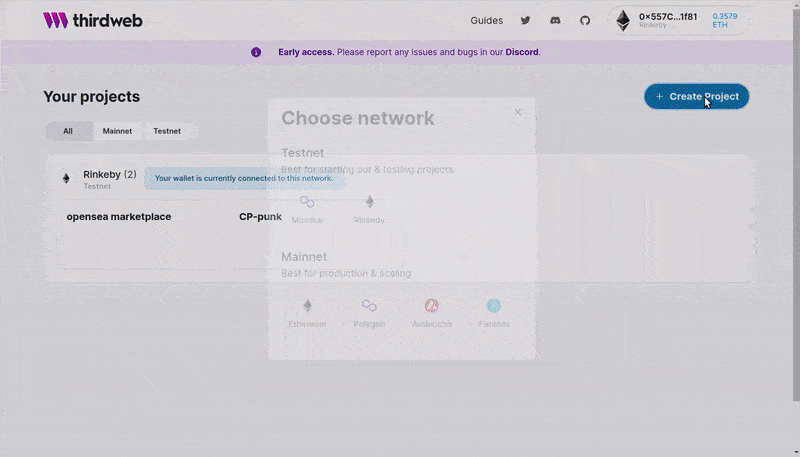 thirdweb
Guides
0×557C...1f81
Rinkeby
0.3579
ETH
Early access. Please report any issues and bugs in our Discord.
Your projects
+ Create Project
All
Mainnet
Testnet
Rinkeby (2)
Testnet
Your wallet is currently connected to this network.
opensea marketplace
CP-punk
Choose network
Testnet
Best for starting out & testing projects
Mumbai
Rinkeby
Mainnet
Best for production & scaling
Ethereum
Polygon
Avalanche
Fantom